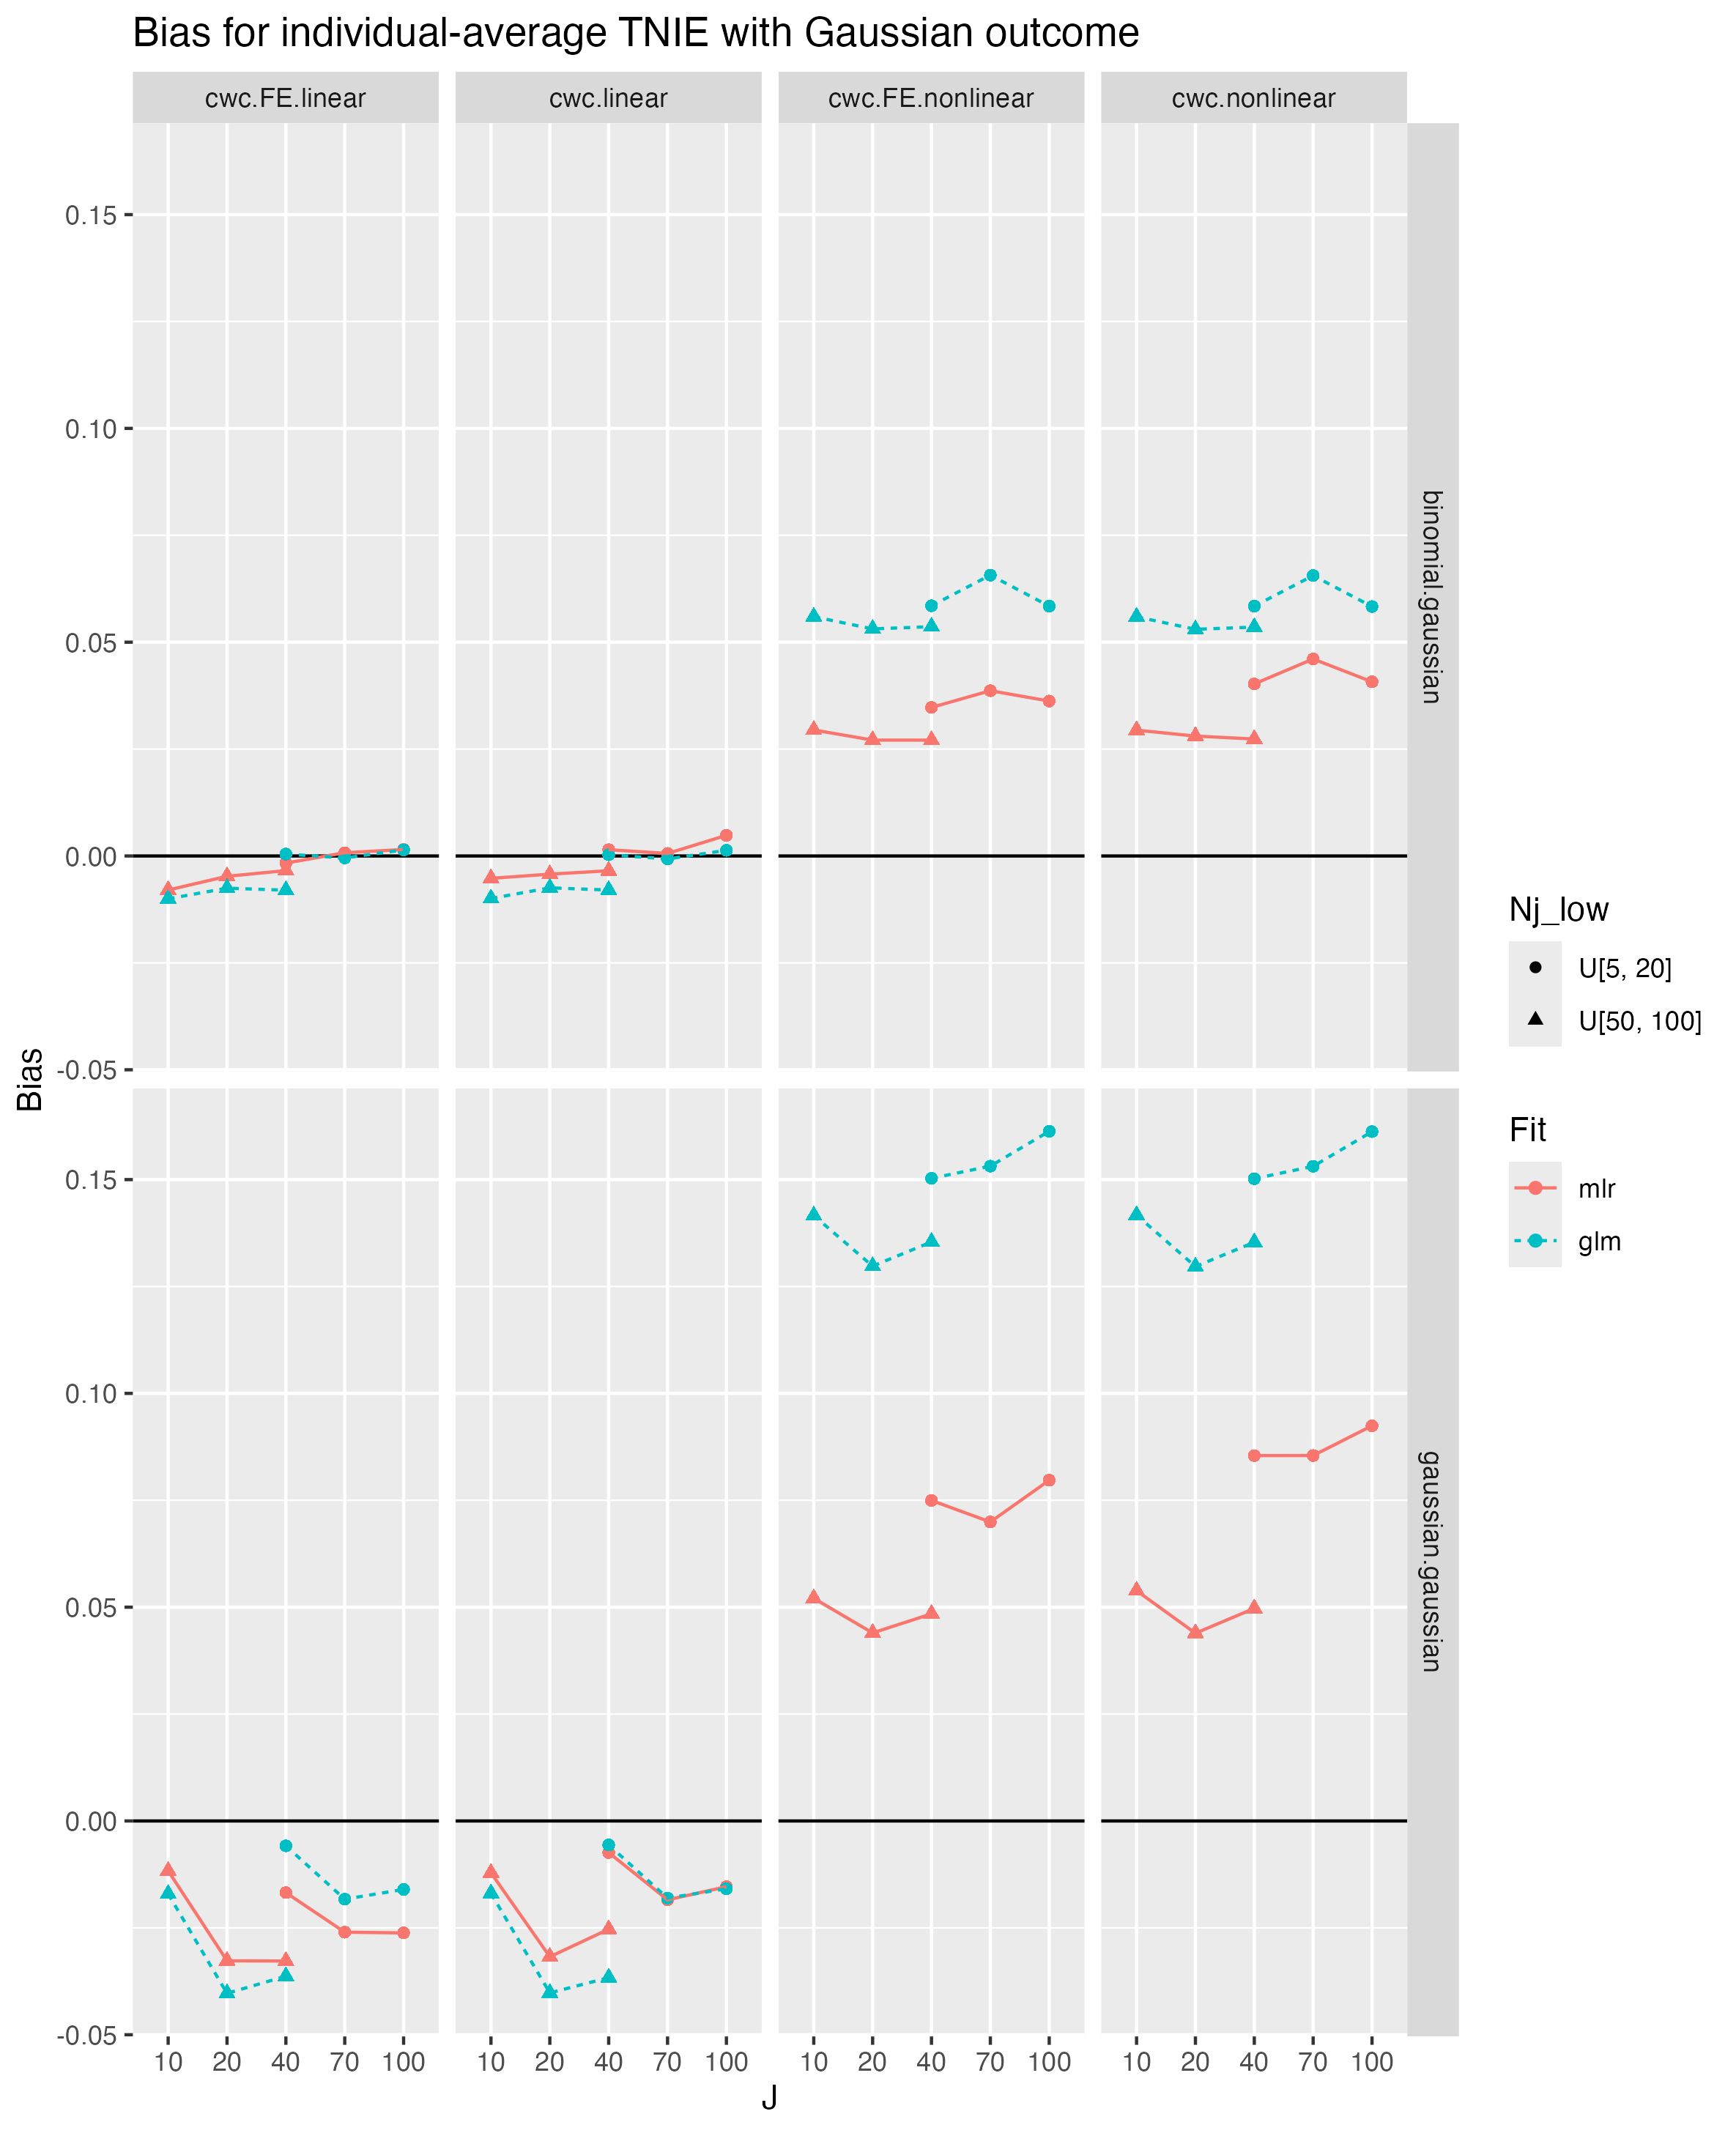 Bias for individual-average TNIE with Gaussian outcome
cwc.FE.linear
cwc.linear
cwc.FE.nonlinear
cwc.nonlinear
0.15
0.10
0.05
0.00
-0.05
binomial.gaussian
0.15
0.10
0.05
0.00
-0.05
gaussian.gaussian
Bias
10 20 40 70 100
10 20 40 70 100
10 20 40 70 100
10 20 40 70 100
J
Nj_low
U[5, 20]
U[50, 100]
Fit
mlr
glm